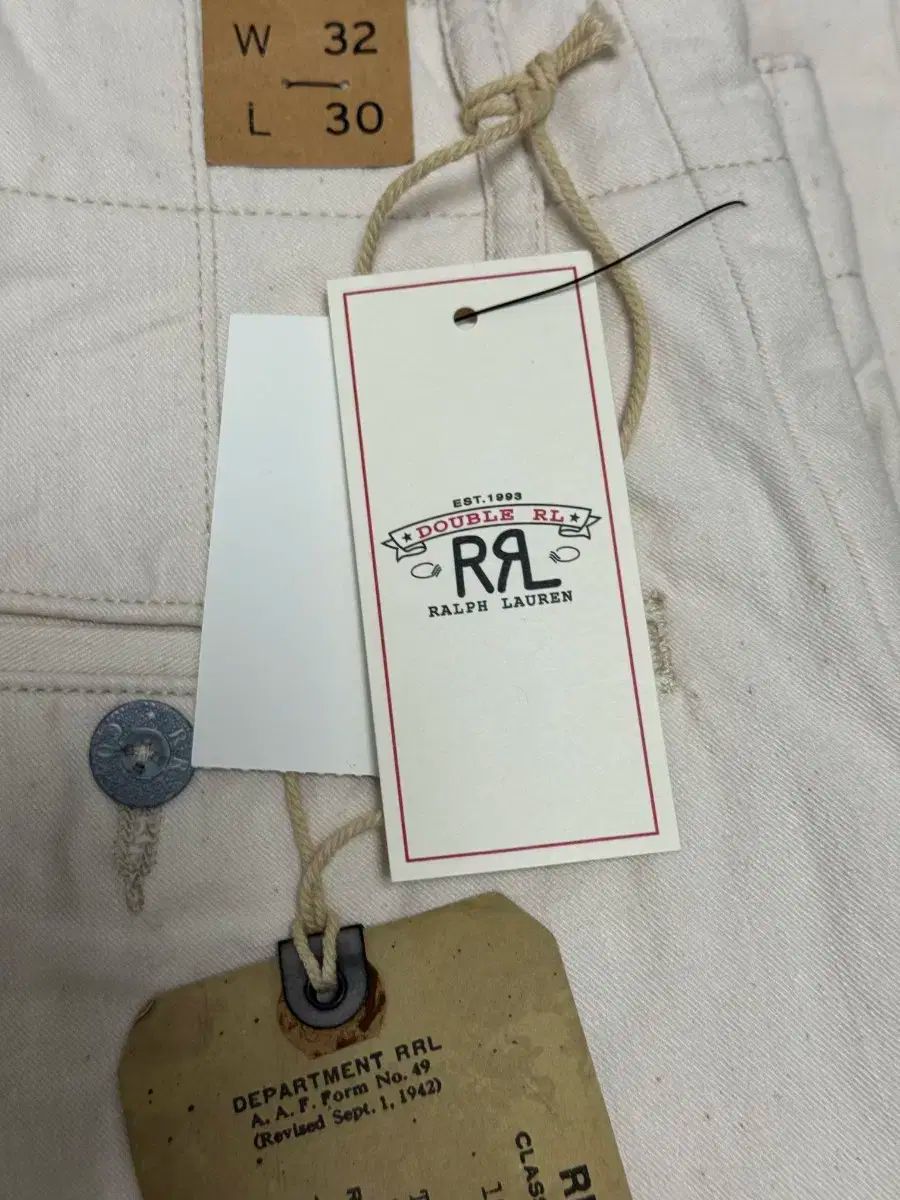 W 32
L 30
EST.1993
DOUBLE RL
RRL
RALPH LAUREN
DEPARTMENT RRL
A. A. F. Form No. 49
(Revised Sept. 1, 1942)